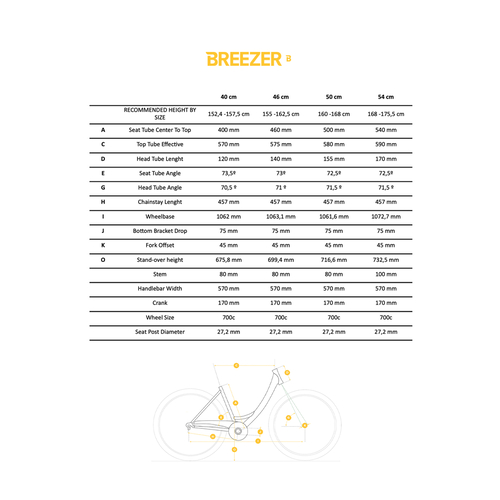 BREEZER B
40 cm 46 cm 50 cm 54 cm
RECOMMENDED HEIGHT BY SIZE 152,4 -157,5 cm 155 -162,5 cm 160 -168 cm 168 -175,5 cm
A Seat Tube Center To Top 400 mm 460 mm 500 mm 540 mm
C Top Tube Effective 570 mm 575 mm 580 mm 590 mm
D Head Tube Lenght 120 mm 140 mm 155 mm 170 mm
E Seat Tube Angle 73,5º 73º 72,5º 72,5º
G Head Tube Angle 70,5 º 71 º 71,5 º 71,5 º
H Chainstay Lenght 457 mm 457 mm 457 mm 457 mm
I Wheelbase 1062 mm 1063,1 mm 1061,6 mm 1072,7 mm
J Bottom Bracket Drop 75 mm 75 mm 75 mm 75 mm
K Fork Offset 45 mm 45 mm 45 mm 45 mm
O Stand-over height 675,8 mm 699,4 mm 716,6 mm 732,5 mm
Stem 80 mm 80 mm 80 mm 100 mm
Handlebar Width 570 mm 570 mm 570 mm 570 mm
Crank 170 mm 170 mm 170 mm 170 mm
Wheel Size 700c 700c 700c 700c
Seat Post Diameter 27,2 mm 27,2 mm 27,2 mm 27,2 mm